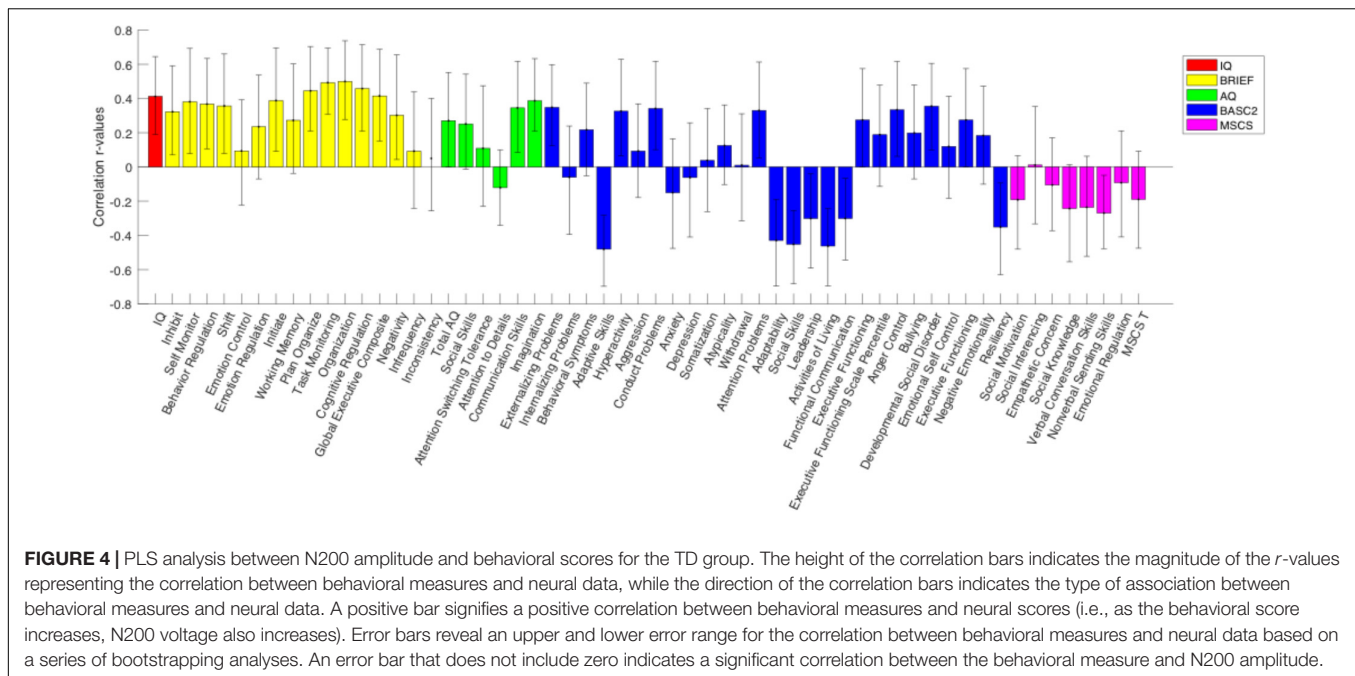 0.8
0.6
0.4
0.2
0
-0.2
-0.4
-0.6
-0.8
Correlation r-values
IQ
BRIEF
AQ
BASC2
MSCS
IQ
Inhibit
Self Monitor
Behavior Regulation
Shift
Emotion Control
Emotion Regulation
Initiate
Working Memory
Plan Organize
Task Monitoring
Organization
Cognitive Regulation
Global Executive Composite
Negativity
Infrequency
Inconsistency
Total AQ
Social Skills
Attention Switching Tolerance
Attention to Details
Communication Skills
Imagination
Externalizing Problems
Internalizing Problems
Behavioral Symptoms
Adaptive Skills
Hyperactivity
Aggression
Conduct Problems
Anxiety
Depression
Somatization
Atypicality
Withdrawal
Attention Problems
Adaptability
Social Skills
Leadership
Activities of Living
Functional Communication
Executive Functioning
Executive Functioning Scale Percentile
Anger Control
Bullying
Developmental Social Disorder
Emotional Self Control
Executive Functioning
Negative Emotionality
Resiliency
Social Motivation
Social Inferencing
Empathetic Concern
Social Knowledge
Verbal Conversation Skills
Nonverbal Sending Skills
Emotional Regulation
MSCS T
FIGURE 4 | PLS analysis between N200 amplitude and behavioral scores for the TD group. The height of the correlation bars indicates the magnitude of the r-values
representing the correlation between behavioral measures and neural data, while the direction of the correlation bars indicates the type of association between
behavioral measures and neural data. A positive bar signifies a positive correlation between behavioral measures and neural scores (i.e., as the behavioral score
increases, N200 voltage also increases). Error bars reveal an upper and lower error range for the correlation between behavioral measures and neural data based on
a series of bootstrapping analyses. An error bar that does not include zero indicates a significant correlation between the behavioral measure and N200 amplitude.